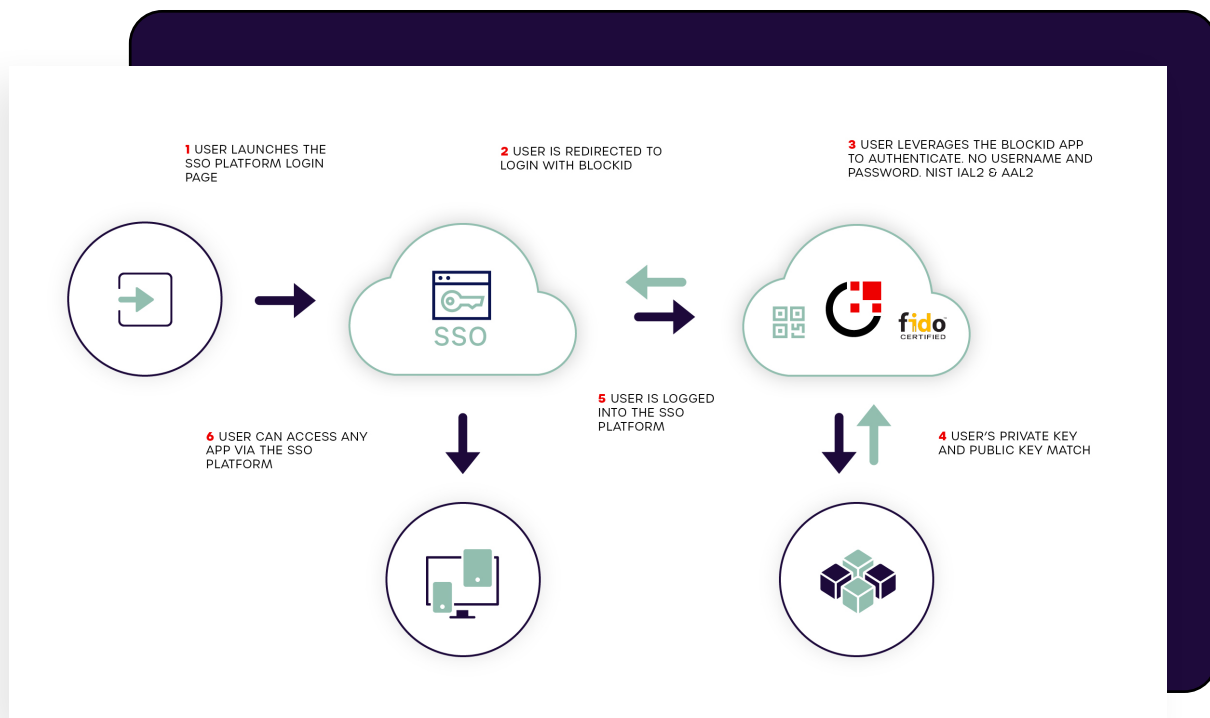 1 USER LAUNCHES THE
SSO PLATFORM LOGIN
PAGE
2 USER IS REDIRECTED TO
LOGIN WITH BLOCKID
3 USER LEVERAGES THE BLOCKID APP
TO AUTHENTICATE. NO USERNAME AND
PASSWORD. NIST IAL2 & AAL2
SSO
fido
CERTIFIED
5 USER IS LOGGED
INTO THE SSO
PLATFORM
6 USER CAN ACCESS ANY
APP VIA THE SSO
PLATFORM
4 USER'S PRIVATE KEY
AND PUBLIC KEY MATCH